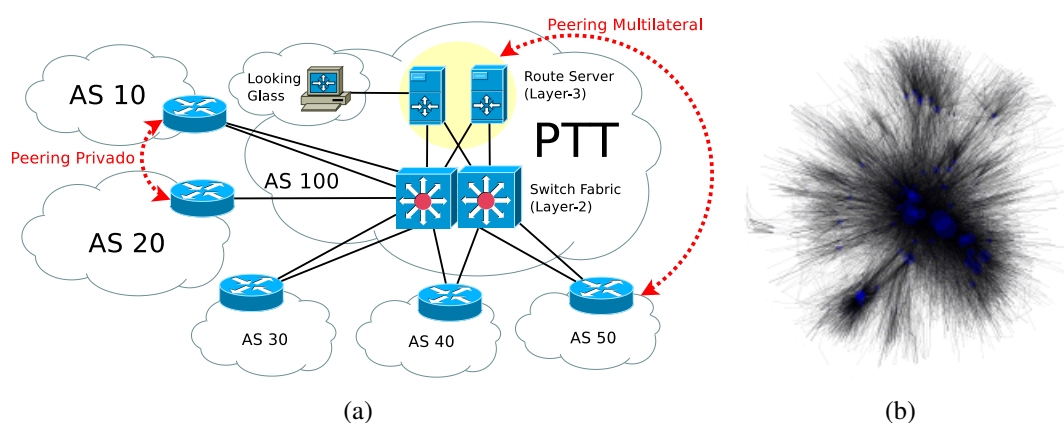 Peering Multilateral
Looking
Glass
Route Server
(Layer-3)
AS 10
PTT
Peering Privado
AS 100
Switch Fabric
(Layer-2)
AS 20
AS 30
AS 40
AS 50
(a)
(b)